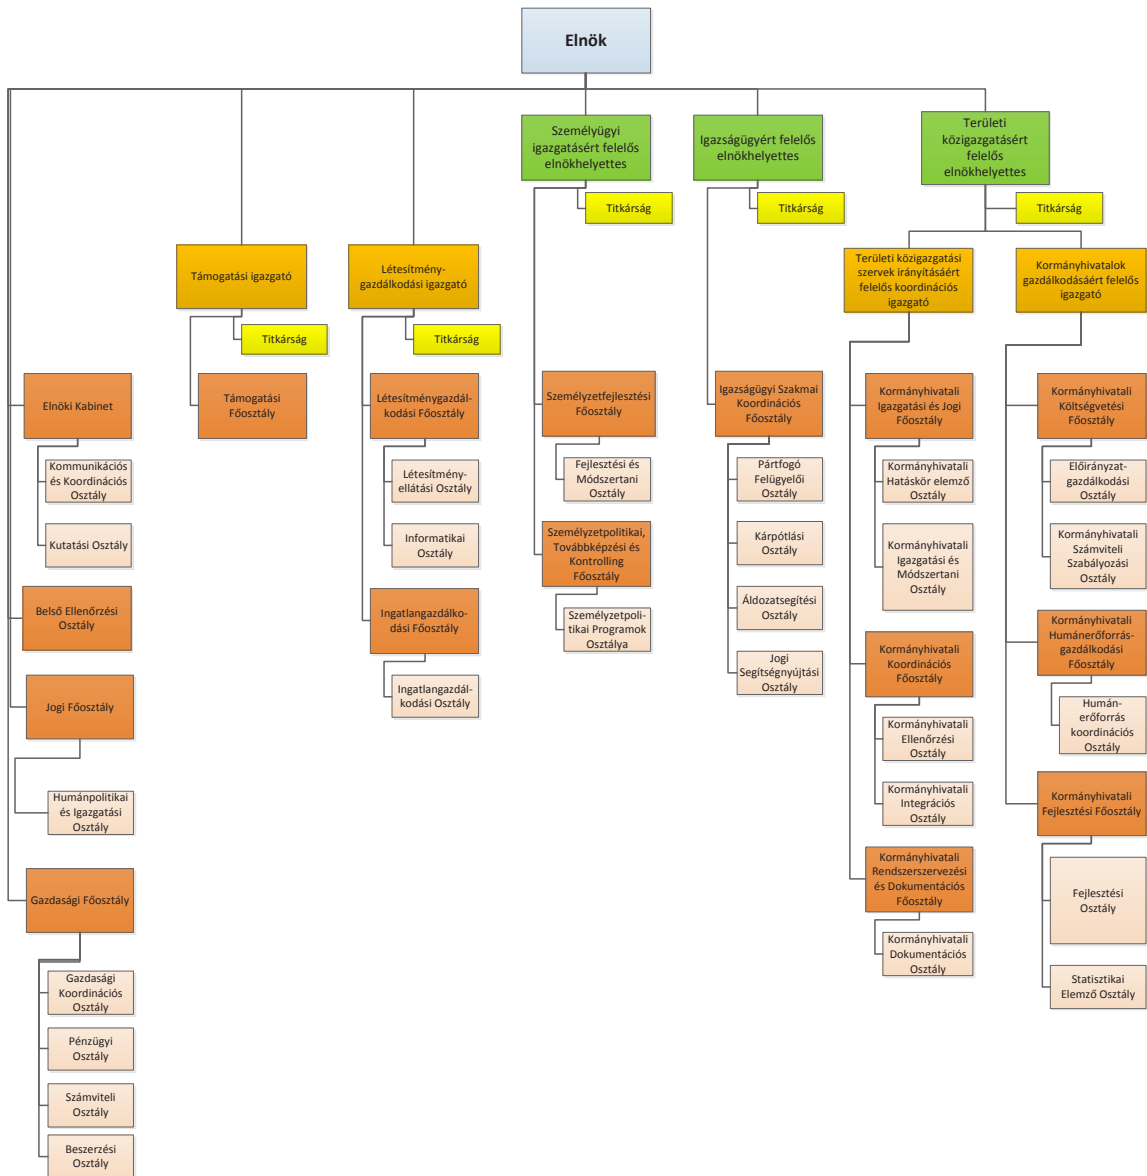 Elnök
Személyügyi
igazgatásért felelős
elnökhelyettes
Titkárság
Igazságügyért felelős
elnökhelyettes
Titkárság
Területi
közigazgatásért
felelős
elnökhelyettes
Titkárság
Támogatási igazgató
Titkárság
Támogatási
Főosztály
Létesítmény-
gazdálkodási igazgató
Titkárság
Területi közigazgatási
szervek irányításáért
felelős koordinációs
igazgató
Kormányhivatalok
gazdálkodásáért felelős
igazgató
Elnöki Kabinet
Kommunikációs
és Koordinációs
Osztály
Kutatási Osztály
Belső Ellenőrzési
Osztály
Jogi Főosztály
Humánpolitikai
és Igazgatási
Osztály
Gazdasági Főosztály
Gazdasági
Koordinációs
Osztály
Pénzügyi
Osztály
Számviteli
Osztály
Beszerzési
Osztály
Létesítménygazdál-
kodási Főosztály
Létesítmény-
ellátási Osztály
Informatikai
Osztály
Ingatlangazdálko-
dási Főosztály
Ingatlangazdál-
kodási Osztály
Személyzetfejlesztési
Főosztály
Fejlesztési és
Módszertani
Osztály
Személyzetpolitikai,
Továbbképzési és
Kontrolling
Főosztály
Személyzetpoli-
tikai Programok
Osztálya
Igazságügyi Szakmai
Koordinációs
Főosztály
Pártfogó
Felügyelői
Osztály
Kárpótlási
Osztály
Áldozatsegítési
Osztály
Jogi
Segítségnyújtási
Osztály
Kormányhivatali
Igazgatási és Jogi
Főosztály
Kormányhivatali
Hatáskör elemző
Osztály
Kormányhivatali
Igazgatási és
Módszertani
Osztály
Kormányhivatali
Koordinációs
Főosztály
Kormányhivatali
Ellenőrzési
Osztály
Kormányhivatali
Integrációs
Osztály
Kormányhivatali
Rendszerszervezési
és Dokumentációs
Főosztály
Kormányhivatali
Dokumentációs
Osztály
Kormányhivatali
Költségvetési
Főosztály
Előirányzat-
gazdálkodási
Osztály
Kormányhivatali
Számviteli
Szabályozási
Osztály
Kormányhivatali
Humánerőforrás-
gazdálkodási
Főosztály
Humán-
erőforrás
koordinációs
Osztály
Kormányhivatali
Fejlesztési Főosztály
Fejlesztési
Osztály
Statisztikai
Elemző Osztály